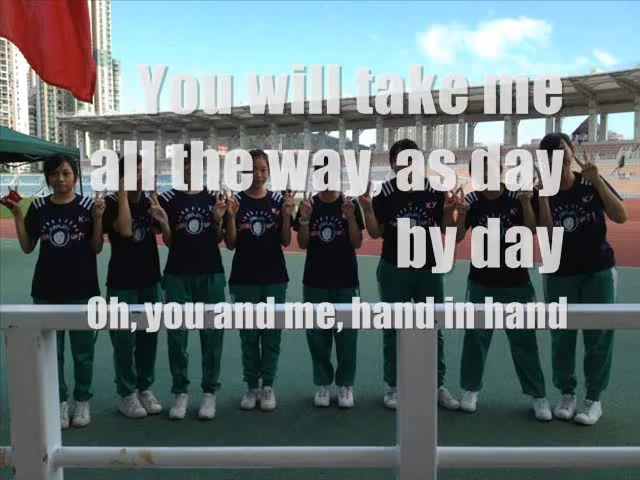 You will take me
all the way, as day
by day
Oh, you and me, hand in hand